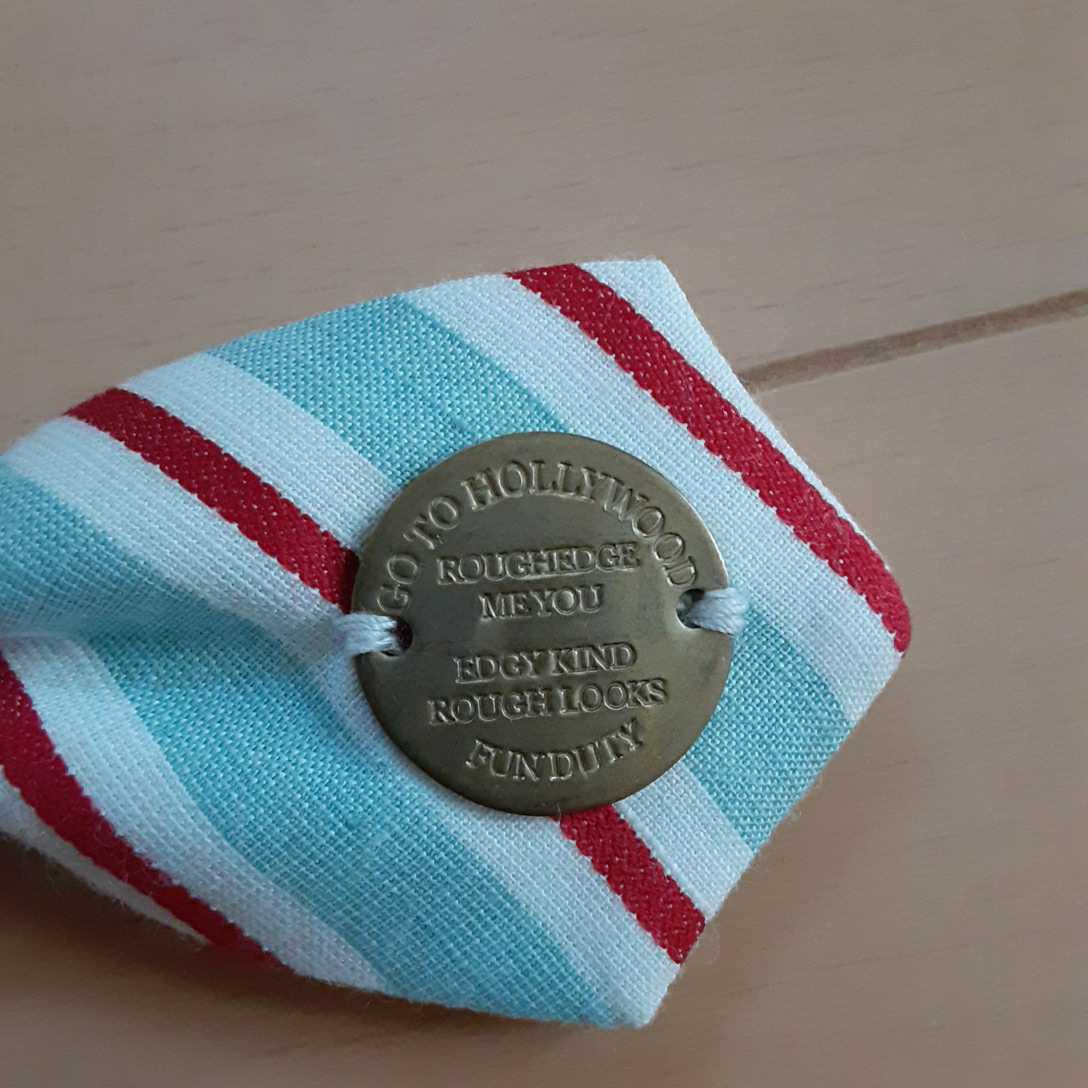 GO TO HOLLYWOOD
ROUGHEDGE
MEYOU
EDGY KIND
ROUGH LOOKS
FUN'DUTY